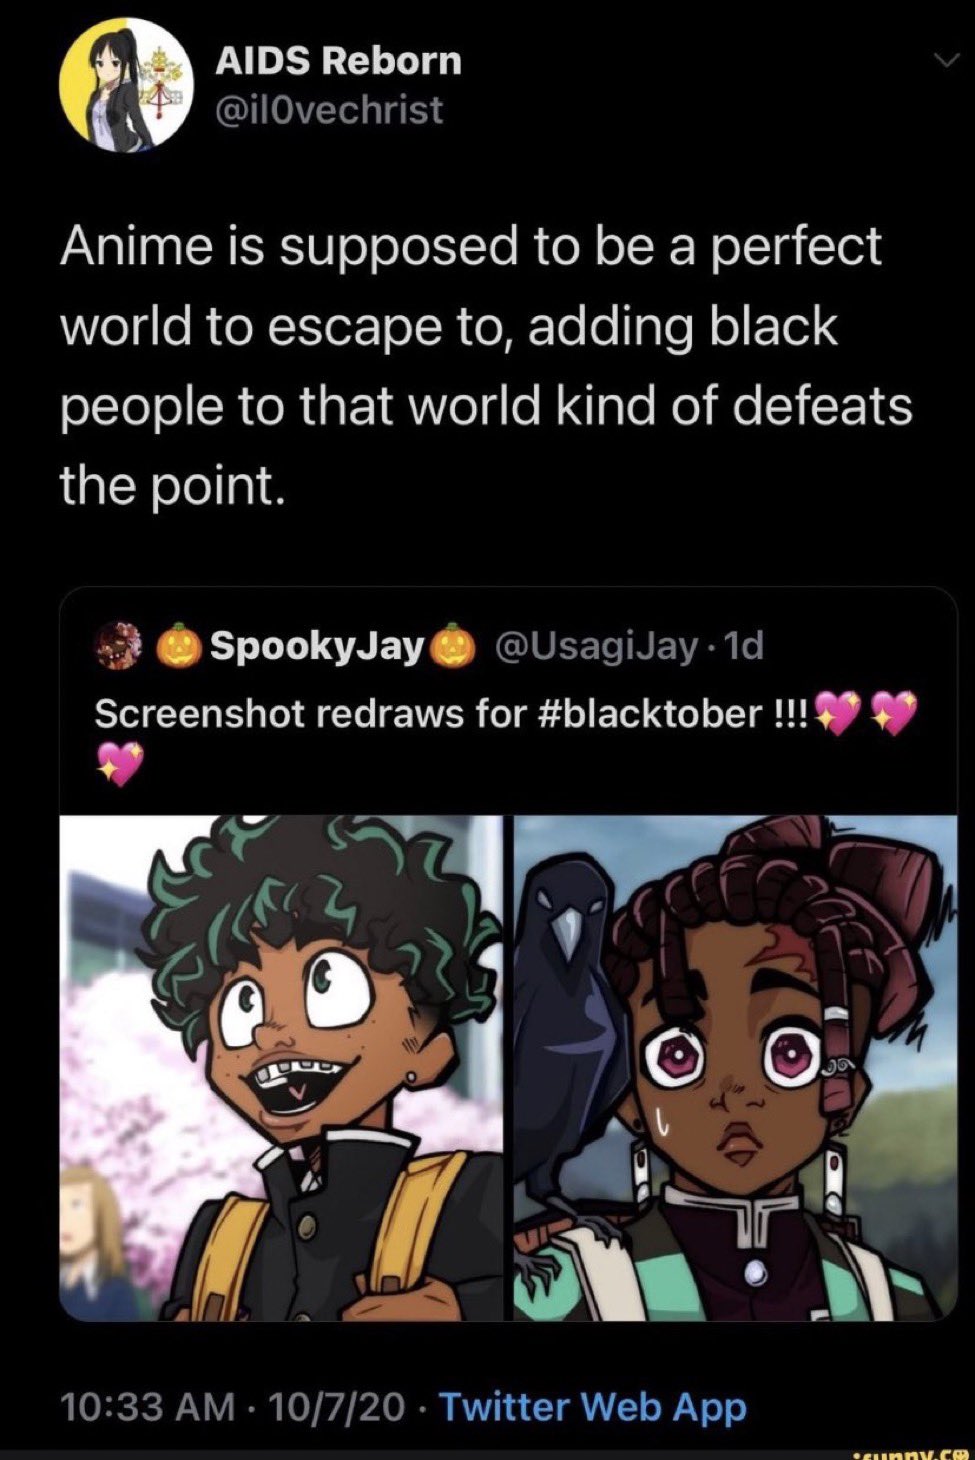 AIDS Reborn
@il0vechrist
Anime is supposed to be a perfect
world to escape to, adding black
people to that world kind of defeats
the point.
🎃SpookyJay🎃 @UsagiJay · 1d
Screenshot redraws for #blacktober !!!💖💖
💖
10:33 AM · 10/7/20 · Twitter Web App